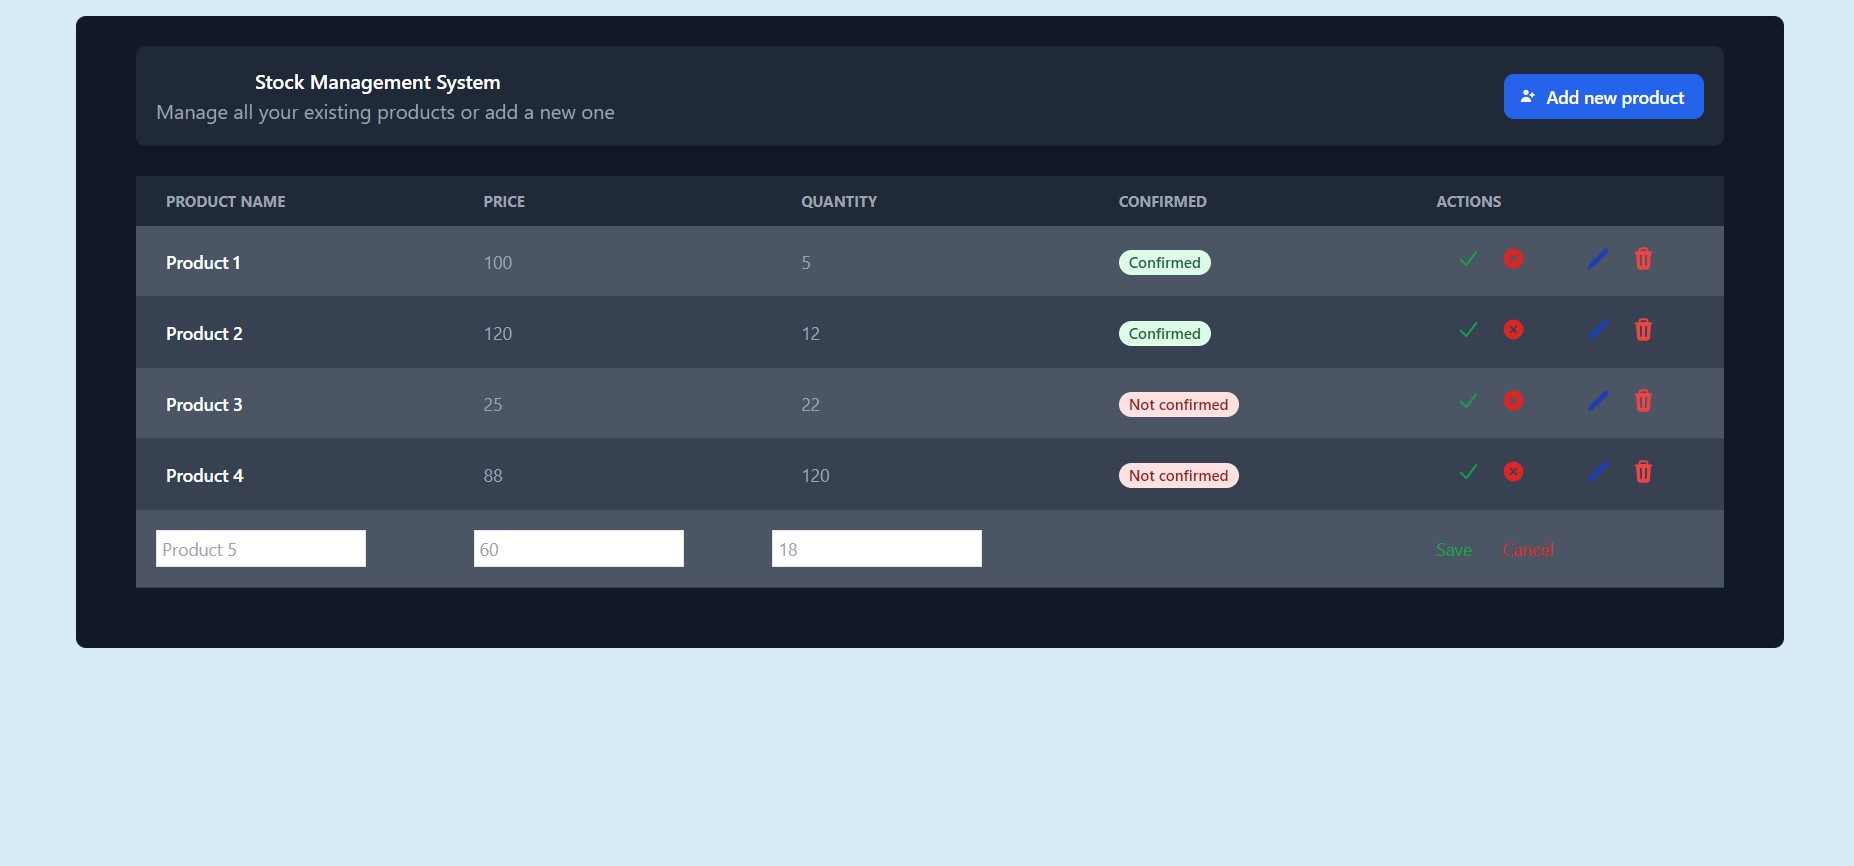 Stock Management System
Manage all your existing products or add a new one
Add new product
PRODUCT NAME PRICE QUANTITY CONFIRMED ACTIONS
Product 1 100 5 Confirmed
Product 2 120 12 Confirmed
Product 3 25 22 Not confirmed
Product 4 88 120 Not confirmed
Product 5 60 18 Save Cancel